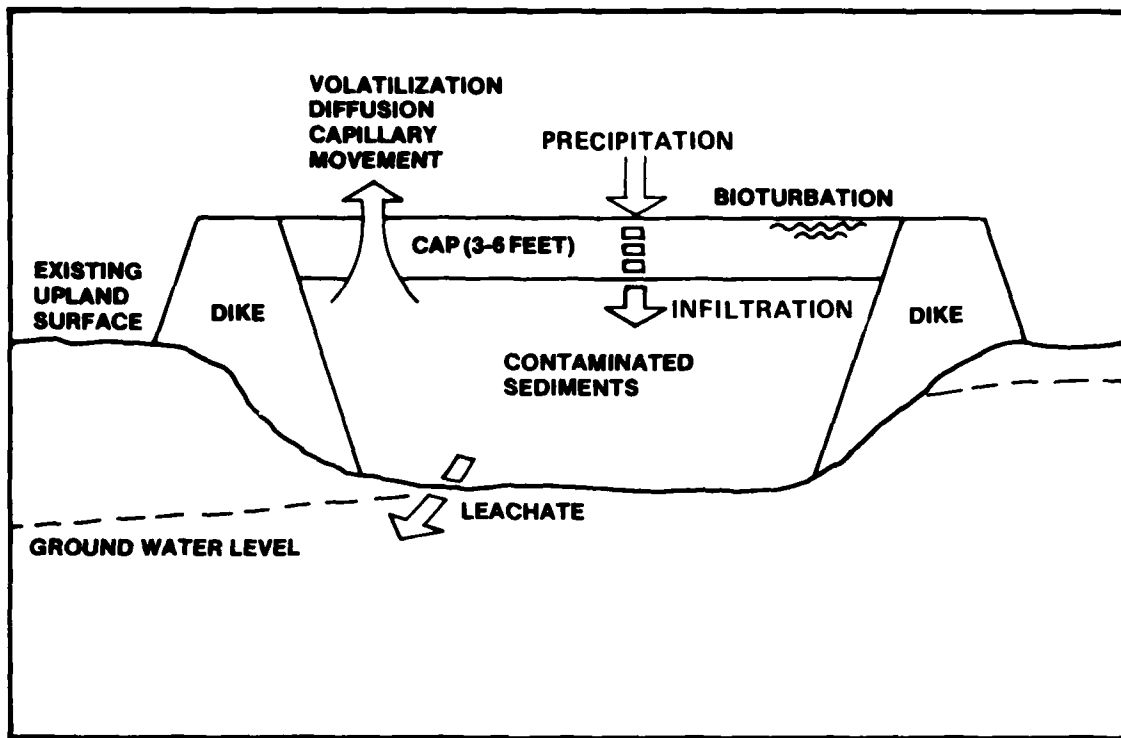 VOLATILIZATION
DIFFUSION
CAPILLARY
MOVEMENT
PRECIPITATION
BIOTURBATION
CAP (3-6 FEET)
EXISTING
UPLAND
SURFACE
DIKE
INFILTRATION
DIKE
CONTAMINATED
SEDIMENTS
LEACHATE
GROUND WATER LEVEL